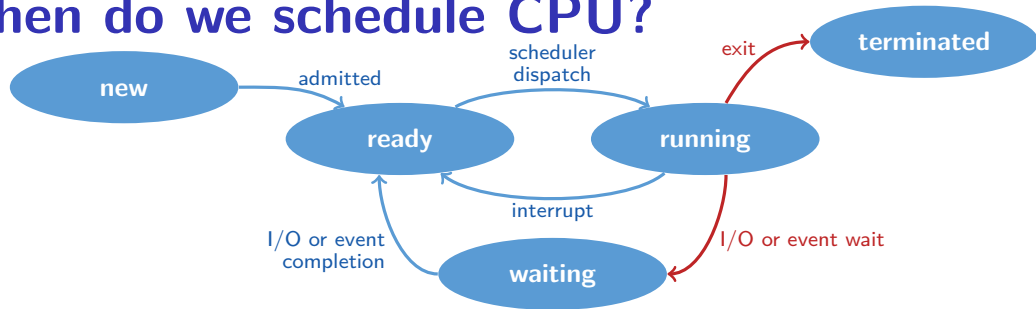 hen do we schedule CPU?
terminated
exit
scheduler
dispatch
admitted
new
ready
running
interrupt
I/O or event
completion
I/O or event wait
waiting